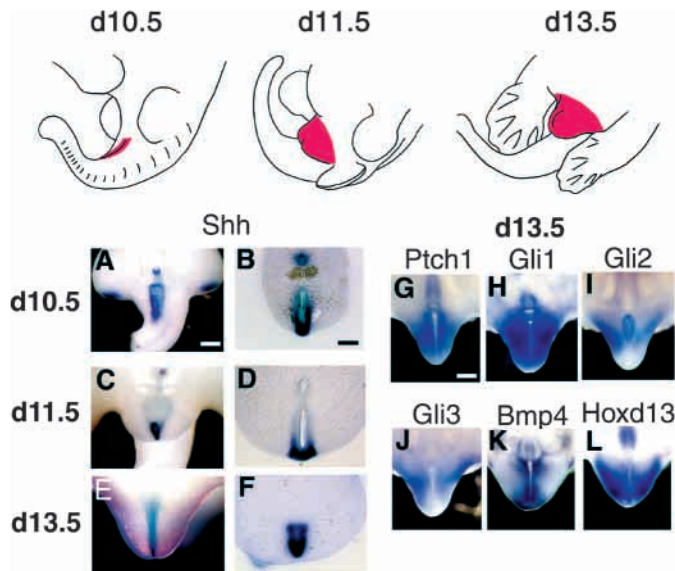 d10.5 d11.5 d13.5
Shh
d13.5
Ptch1 Gli1 Gli2
d10.5
A B
G H I
d11.5
C D
Gli3 Bmp4 Hoxd13
J K L
d13.5
E F